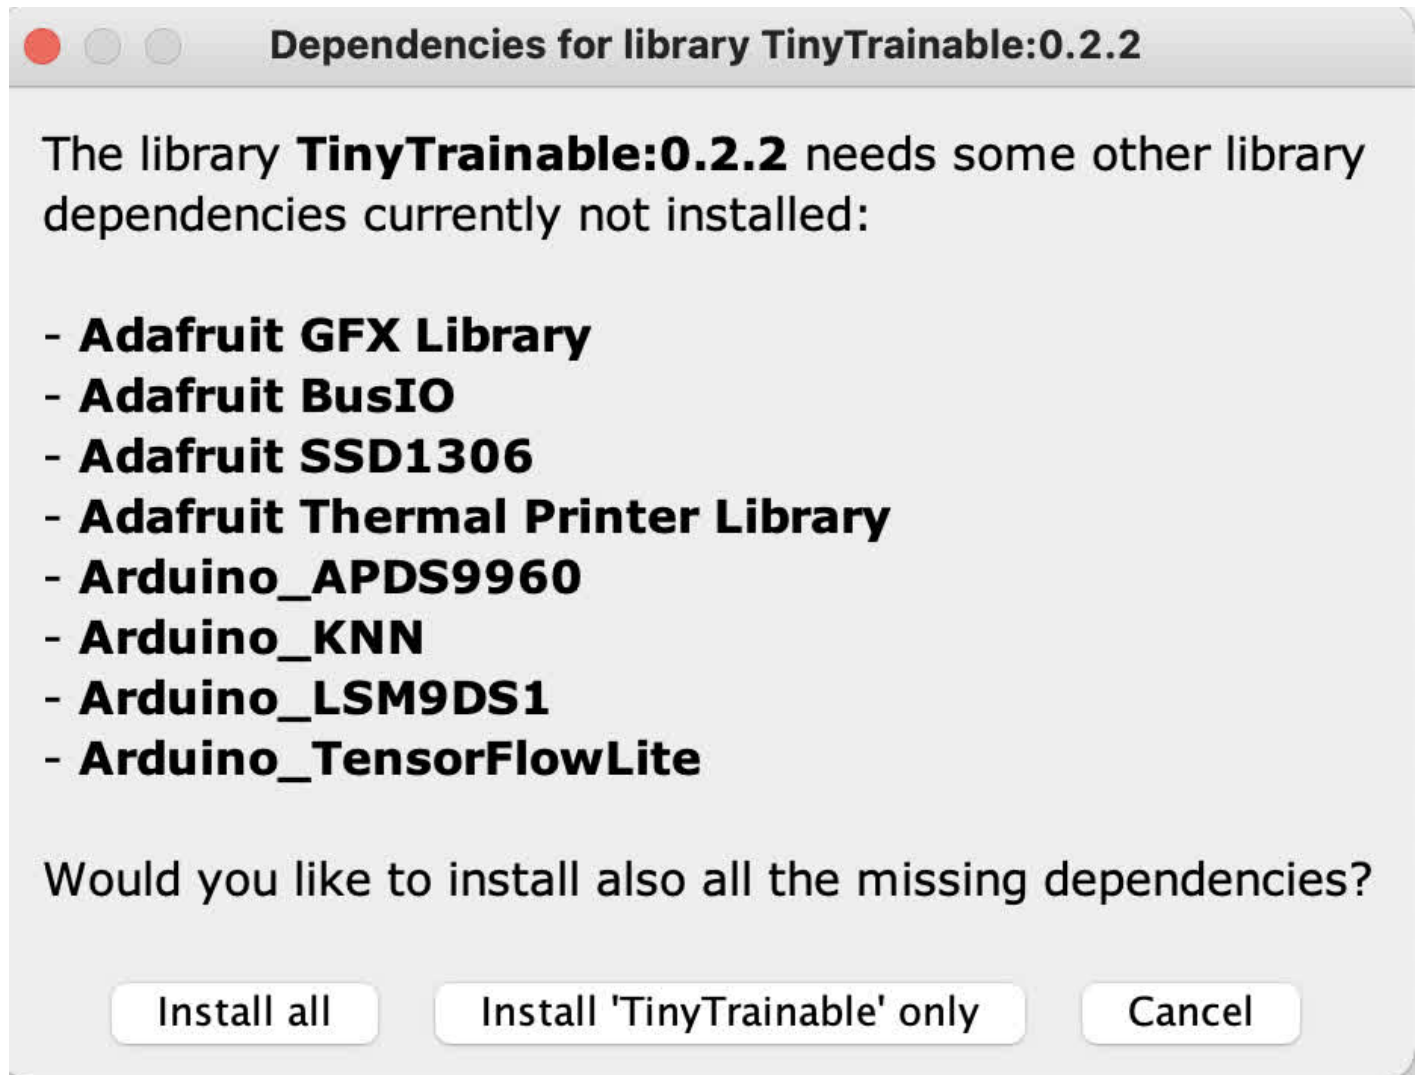 Dependencies for library TinyTrainable:0.2.2
The library TinyTrainable:0.2.2 needs some other library
dependencies currently not installed:
- Adafruit GFX Library
- Adafruit BusIO
- Adafruit SSD1306
- Adafruit Thermal Printer Library
- Arduino_APDS9960
- Arduino_KNN
- Arduino_LSM9DS1
- Arduino_TensorFlowLite
Would you like to install also all the missing dependencies?
Install all Install 'TinyTrainable' only Cancel